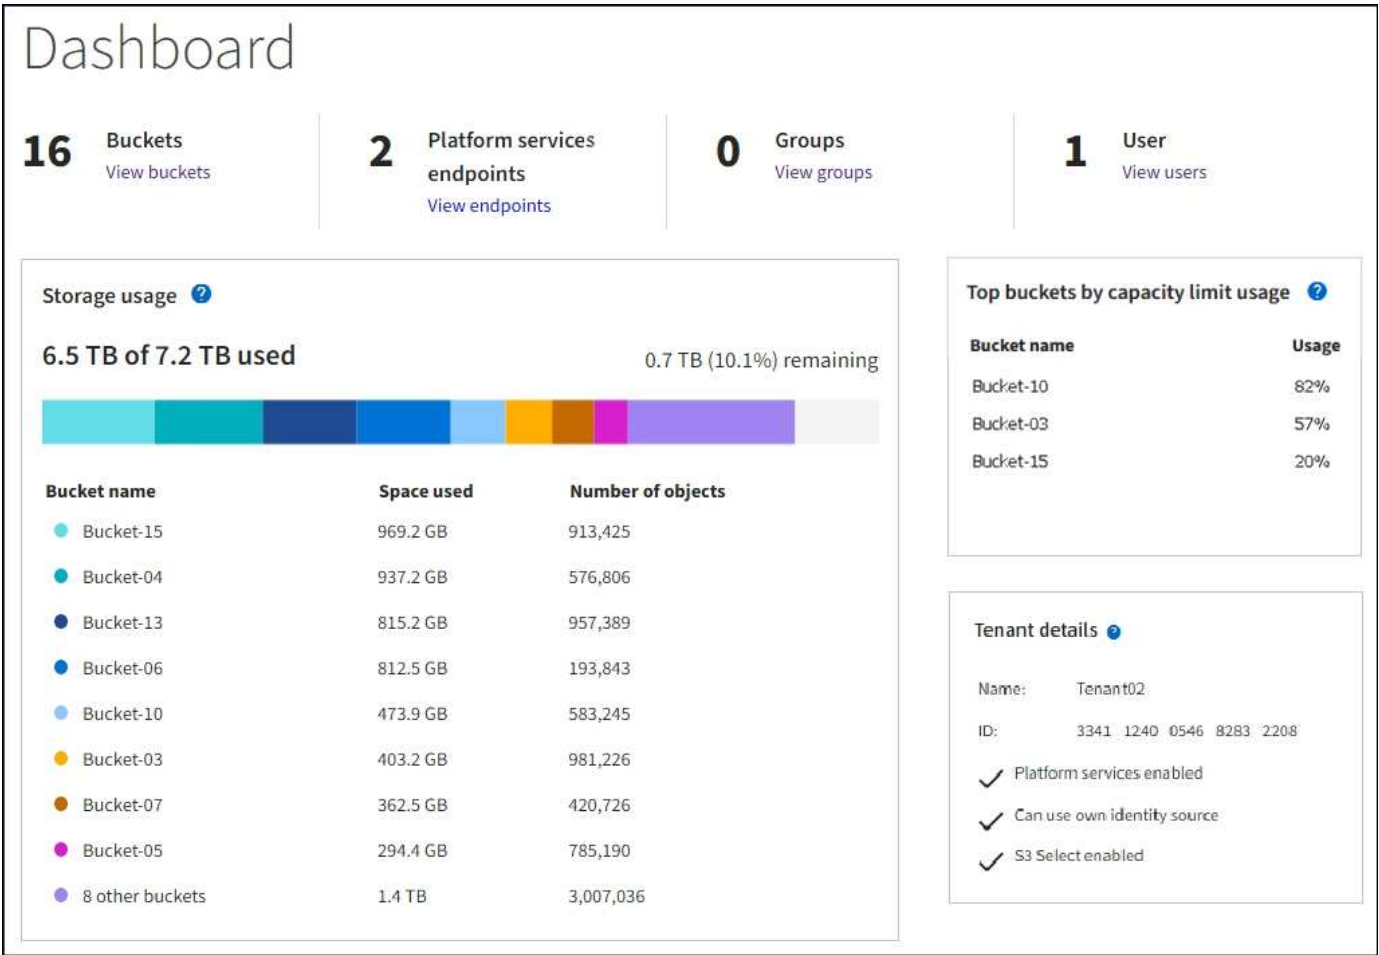 Dashboard
16 Buckets
View buckets
2 Platform services
endpoints
View endpoints
0 Groups
View groups
1 User
View users
Storage usage ?
6.5 TB of 7.2 TB used
0.7 TB (10.1%) remaining
Bucket name Space used Number of objects
Bucket-15 969.2 GB 913,425
Bucket-04 937.2 GB 576,806
Bucket-13 815.2 GB 957,389
Bucket-06 812.5 GB 193,843
Bucket-10 473.9 GB 583,245
Bucket-03 403.2 GB 981,226
Bucket-07 362.5 GB 420,726
Bucket-05 294.4 GB 785,190
8 other buckets 1.4 TB 3,007,036
Top buckets by capacity limit usage ?
Bucket name Usage
Bucket-10 82%
Bucket-03 57%
Bucket-15 20%
Tenant details ?
Name: Tenant02
ID: 3341 1240 0546 8283 2208
Platform services enabled
Can use own identity source
S3 Select enabled